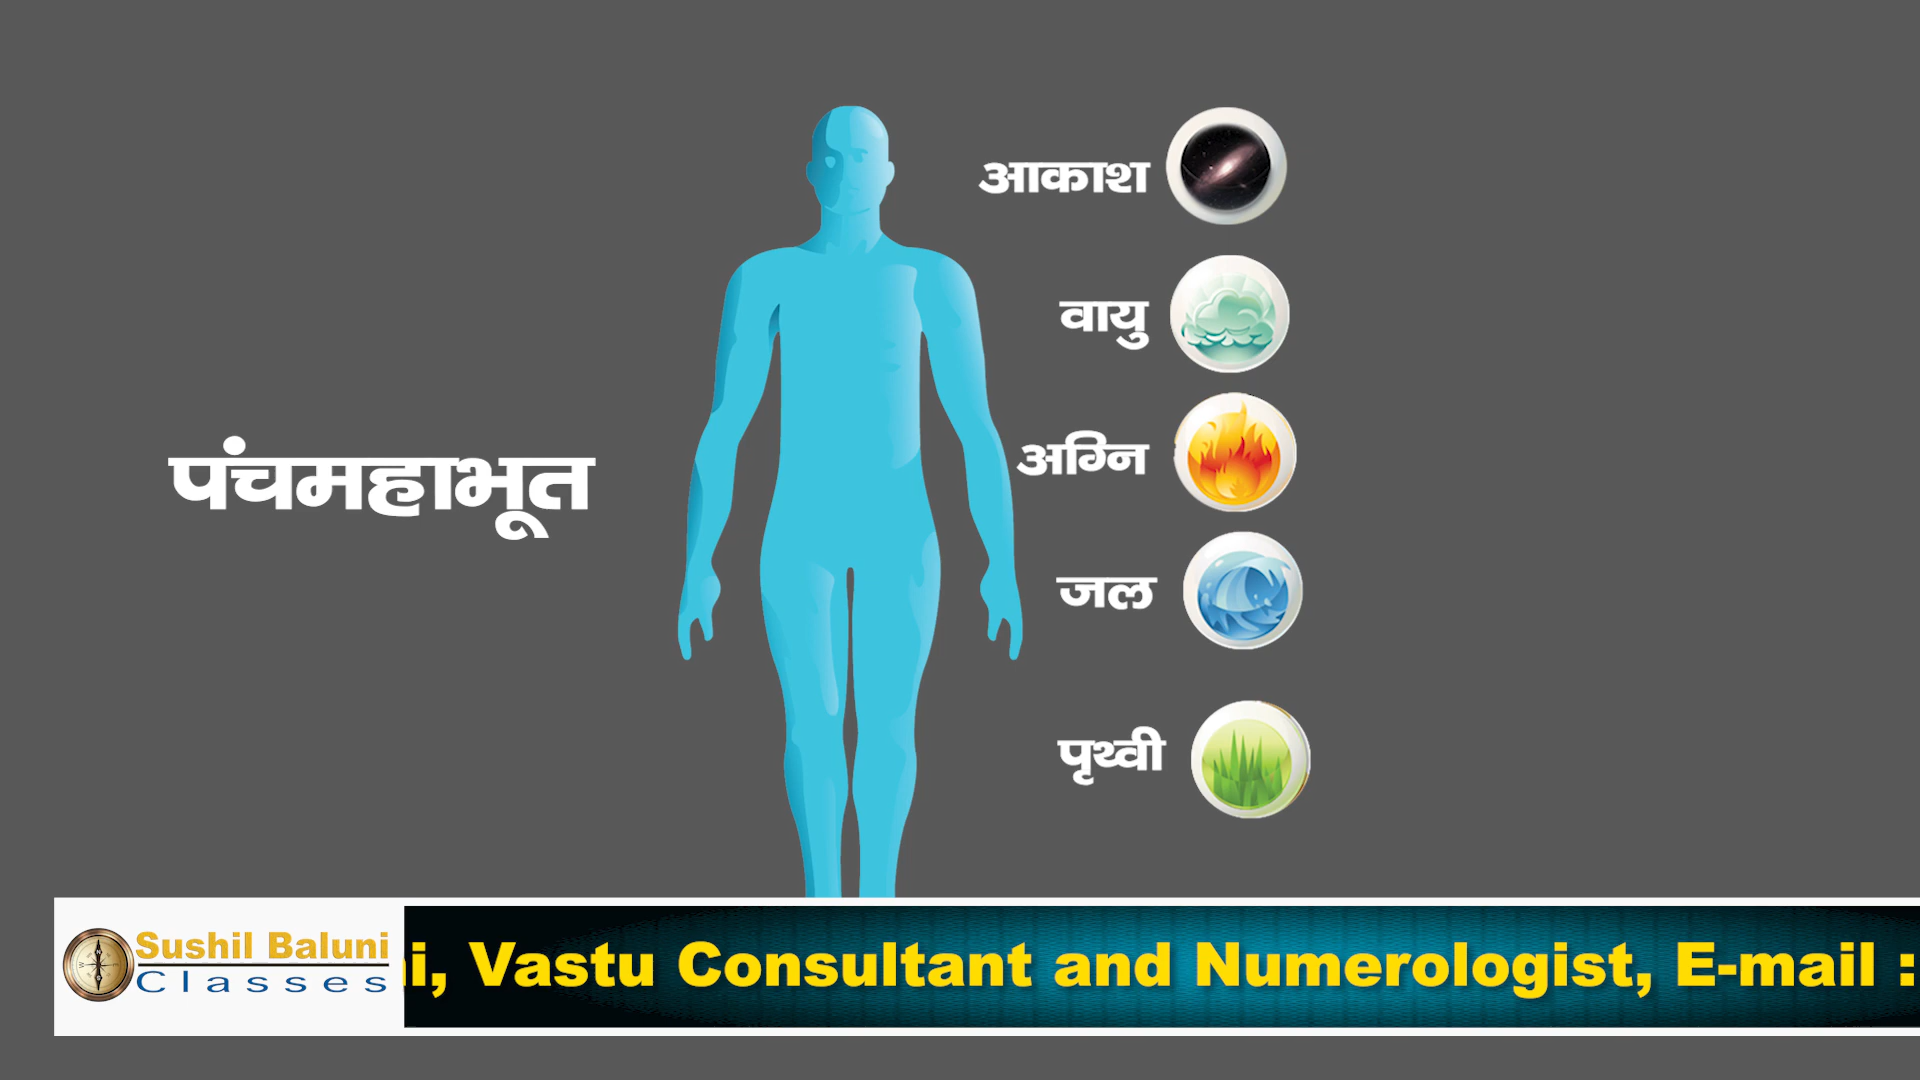 पंचमहाभूत
आकाश
वायु
अग्नि
जल
पृथ्वी
Sushil Baluni
Classes
i, Vastu Consultant and Numerologist, E-mail :